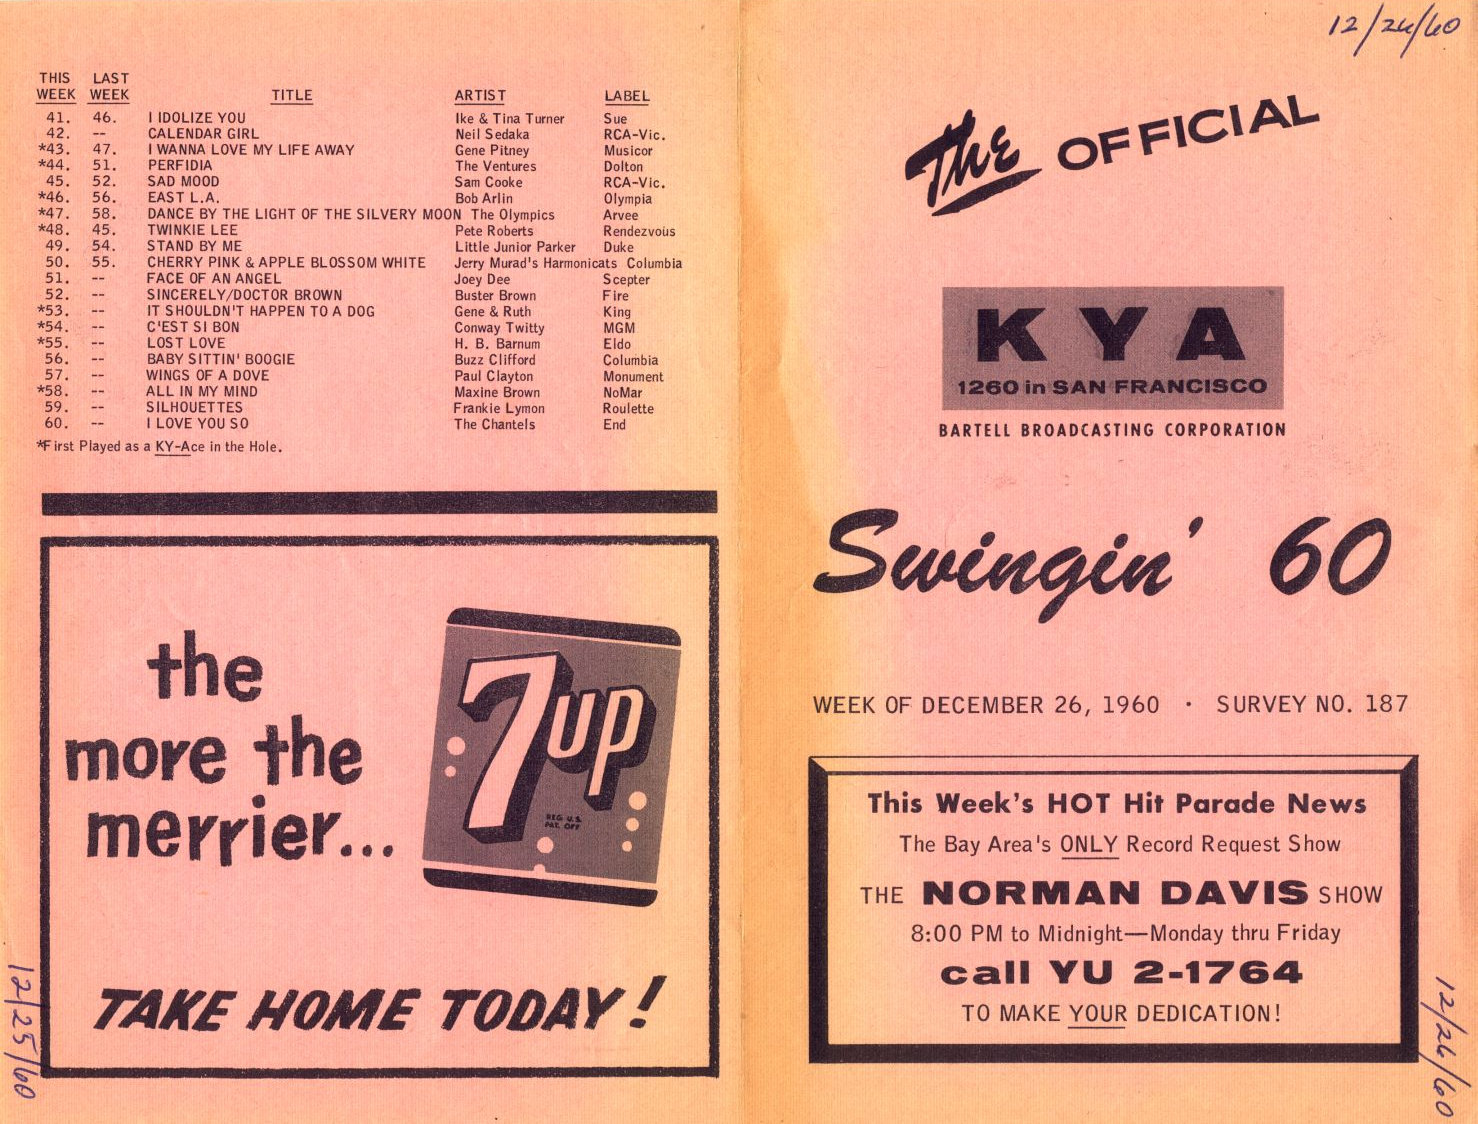 THIS LAST
WEEK WEEK TITLE ARTIST LABEL
41. 46. I IDOLIZE YOU Ike & Tina Turner Sue
42. -- CALENDAR GIRL Neil Sedaka RCA-Vic.
*43. 47. I WANNA LOVE MY LIFE AWAY Gene Pitney Musicor
*44. 51. PERFIDIA The Ventures Dolton
45. 52. SAD MOOD Sam Cooke RCA-Vic.
*46. 56. EAST L.A. Bob Arlin Olympia
*47. 58. DANCE BY THE LIGHT OF THE SILVERY MOON The Olympics Arvee
*48. 45. TWINKIE LEE Pete Roberts Rendezvous
49. 54. STAND BY ME Little Junior Parker Duke
50. 55. CHERRY PINK & APPLE BLOSSOM WHITE Jerry Murad's Harmonicats Columbia
51. -- FACE OF AN ANGEL Joey Dee Scepter
52. -- SINCERELY/DOCTOR BROWN Buster Brown Fire
*53. -- IT SHOULDN'T HAPPEN TO A DOG Gene & Ruth King
*54. -- C'EST SI BON Conway Twitty MGM
*55. -- LOST LOVE H. B. Barnum Eldo
56. -- BABY SITTIN' BOOGIE Buzz Clifford Columbia
57. -- WINGS OF A DOVE Paul Clayton Monument
*58. -- ALL IN MY MIND Maxine Brown NoMar
59. -- SILHOUETTES Frankie Lymon Roulette
60. -- I LOVE YOU SO The Chantels End
*First Played as a KY-Ace in the Hole.
the
more the
merrier...
7up
REG. U.S.
PAT. OFF
TAKE HOME TODAY!
12/25/60
12/26/60
The OFFICIAL
KYA
1260 in SAN FRANCISCO
BARTELL BROADCASTING CORPORATION
Swingin' 60
WEEK OF DECEMBER 26, 1960 · SURVEY NO. 187
This Week's HOT Hit Parade News
The Bay Area's ONLY Record Request Show
THE NORMAN DAVIS SHOW
8:00 PM to Midnight—Monday thru Friday
call YU 2-1764
TO MAKE YOUR DEDICATION!
12/26/60